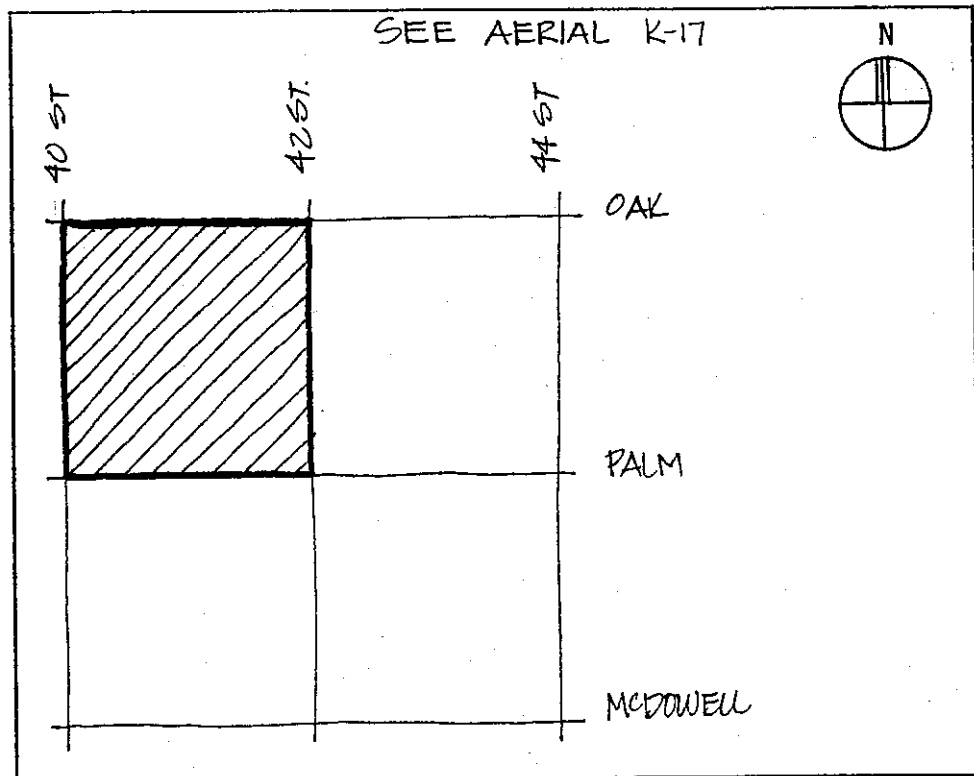 SEE AERIAL K-17
N
40 ST
42 ST.
44 ST
OAK
PALM
MCDOWELL